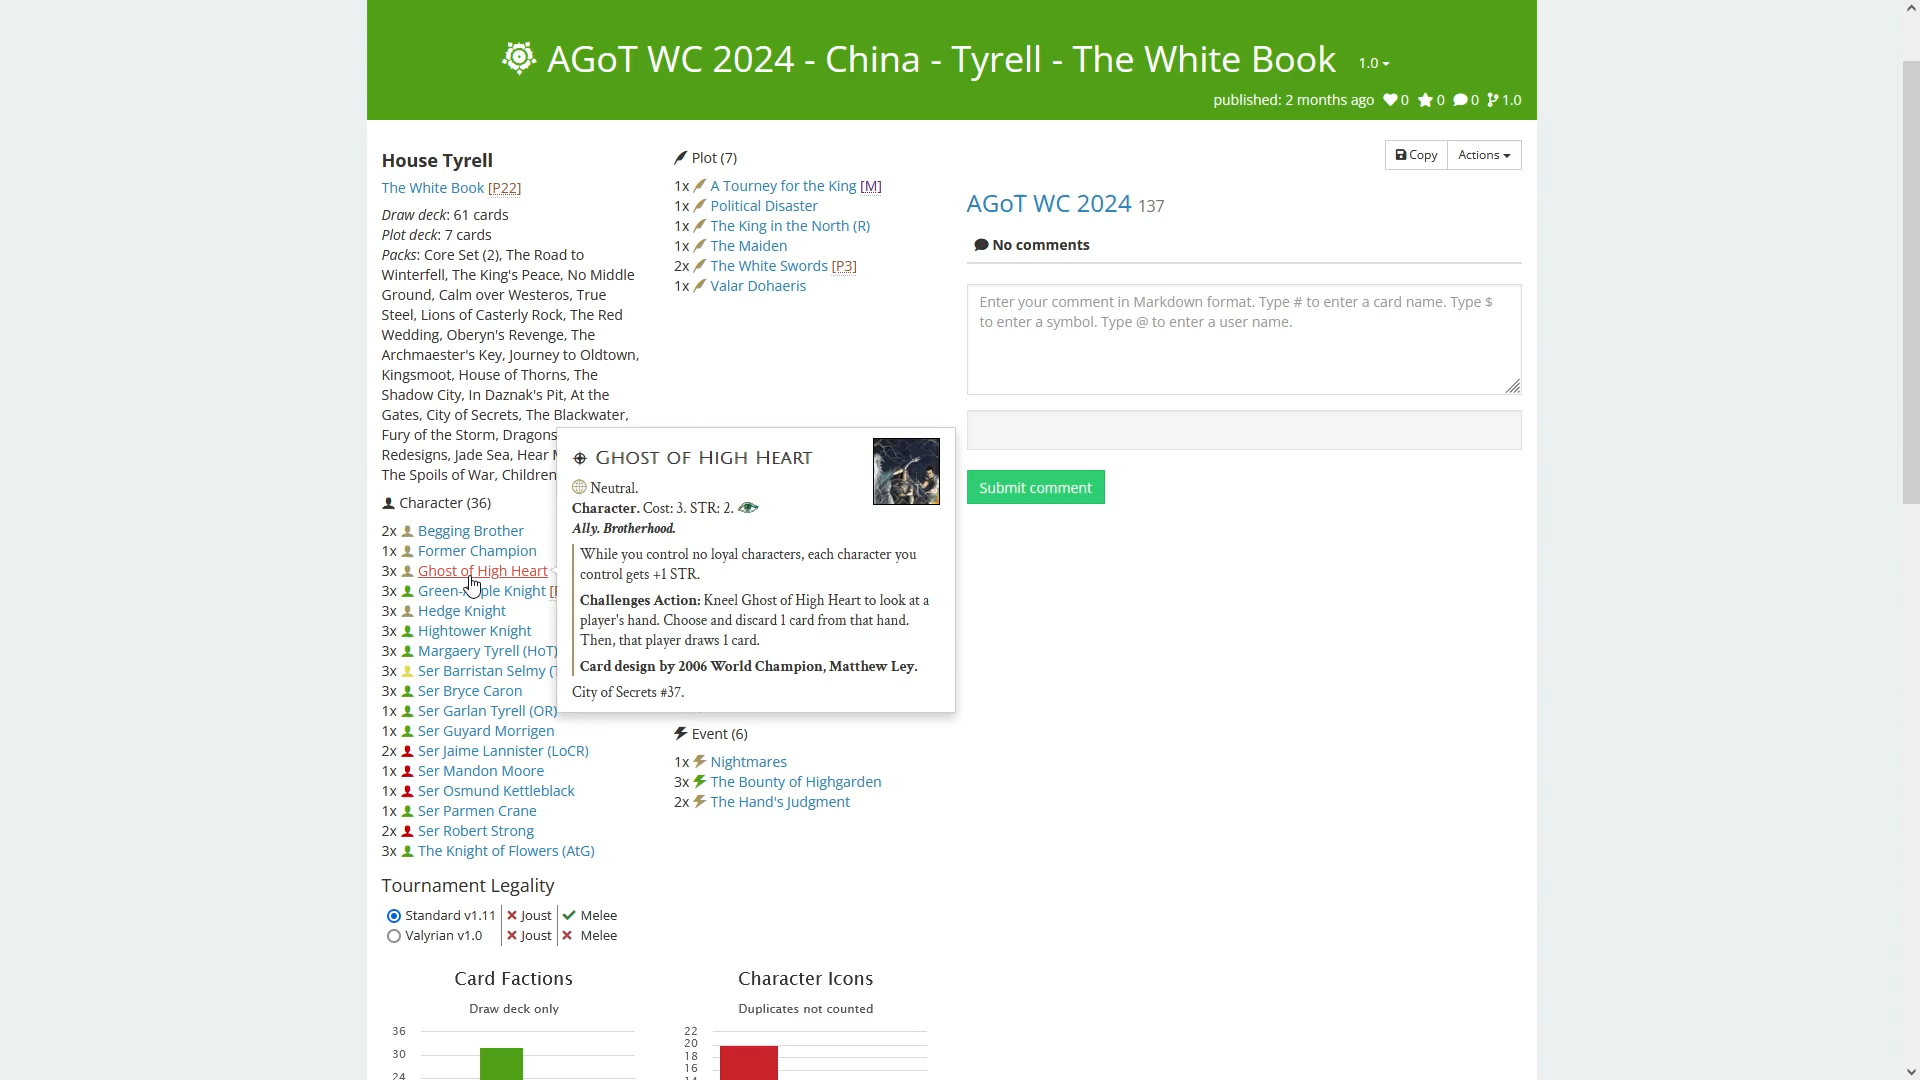 AGoT WC 2024 - China - Tyrell - The White Book 1.0
published: 2 months ago 0 0 0 1.0
House Tyrell
The White Book [P22]
Draw deck: 61 cards
Plot deck: 7 cards
Packs: Core Set (2), The Road to
Winterfell, The King's Peace, No Middle
Ground, Calm over Westeros, True
Steel, Lions of Casterly Rock, The Red
Wedding, Oberyn's Revenge, The
Archmaester's Key, Journey to Oldtown,
Kingsmoot, House of Thorns, The
Shadow City, In Daznak's Pit, At the
Gates, City of Secrets, The Blackwater,
Fury of the Storm, Dragons
Redesigns, Jade Sea, Hear
The Spoils of War, Children
Character (36)
2x Begging Brother
1x Former Champion
3x Ghost of High Heart
3x Green-Apple Knight
3x Hedge Knight
3x Hightower Knight
3x Margaery Tyrell (HoT)
3x Ser Barristan Selmy
3x Ser Bryce Caron
1x Ser Garlan Tyrell (OR)
1x Ser Guyard Morrigen
2x Ser Jaime Lannister (LoCR)
1x Ser Mandon Moore
1x Ser Osmund Kettleblack
1x Ser Parmen Crane
2x Ser Robert Strong
3x The Knight of Flowers (AtG)
Plot (7)
1x A Tourney for the King [M]
1x Political Disaster
1x The King in the North (R)
1x The Maiden
2x The White Swords [P3]
1x Valar Dohaeris
GHOST OF HIGH HEART
Neutral.
Character. Cost: 3. STR: 2.
Ally. Brotherhood.
While you control no loyal characters, each character you
control gets +1 STR.
Challenges Action: Kneel Ghost of High Heart to look at a
player's hand. Choose and discard 1 card from that hand.
Then, that player draws 1 card.
Card design by 2006 World Champion, Matthew Ley.
City of Secrets #37.
Event (6)
1x Nightmares
3x The Bounty of Highgarden
2x The Hand's Judgment
Copy Actions
AGoT WC 2024 137
No comments
Enter your comment in Markdown format. Type # to enter a card name. Type $
to enter a symbol. Type @ to enter a user name.
Submit comment
Tournament Legality
Standard v1.11 Joust Melee
Valyrian v1.0 Joust Melee
Card Factions
Draw deck only
36
30
24
Character Icons
Duplicates not counted
22
20
18
16